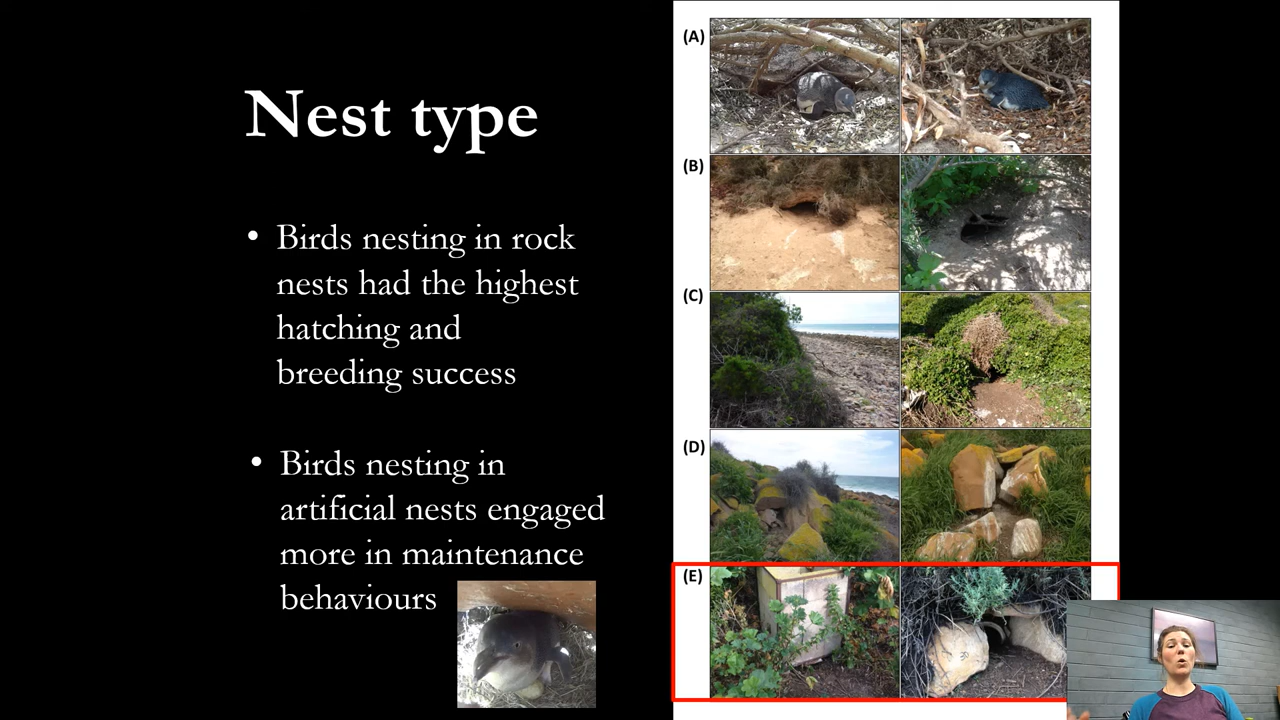 Nest type
• Birds nesting in rock
nests had the highest
hatching and
breeding success
• Birds nesting in
artificial nests engaged
more in maintenance
behaviours
(A)
(B)
(C)
(D)
(E)